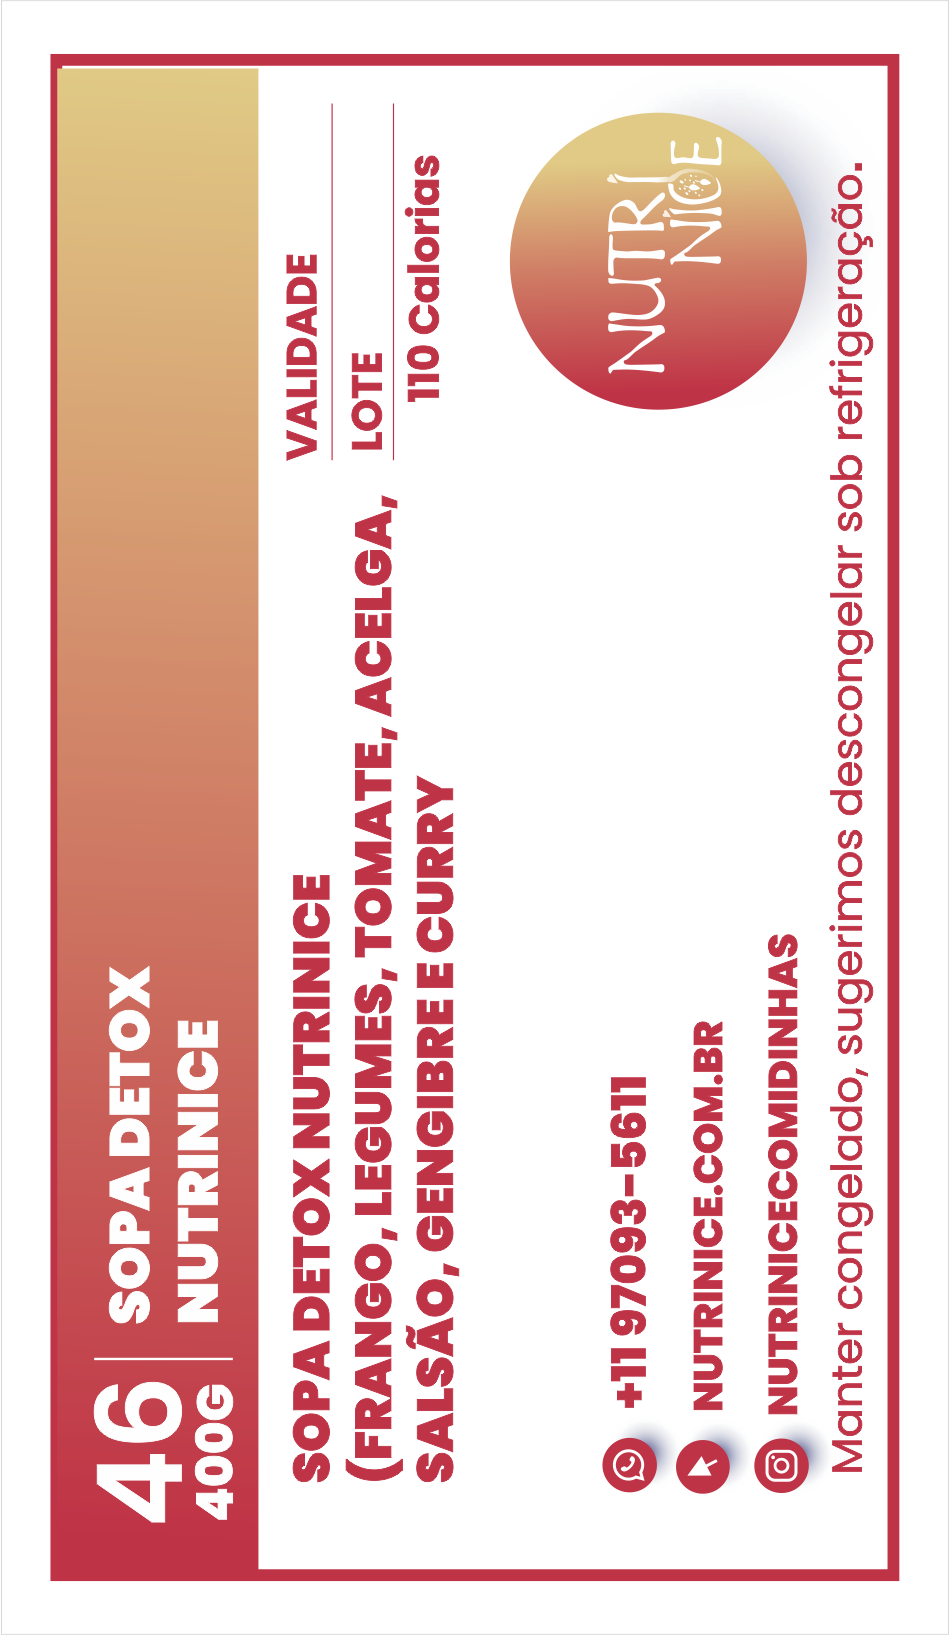 46
400G
SOPA DETOX
NUTRINICE
SOPA DETOX NUTRINICE
(FRANGO, LEGUMES, TOMATE, ACELGA,
SALSÃO, GENGIBRE E CURRY
VALIDADE
LOTE
110 Calorias
+11 97093-5611
NUTRINICE.COM.BR
NUTRINICECOMIDINHAS
NUTRI
NICE
Manter congelado, sugerimos descongelar sob refrigeração.